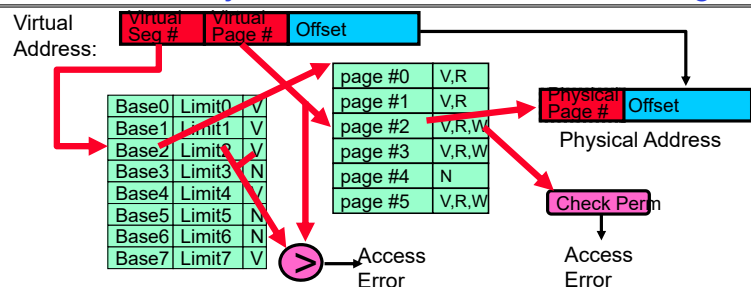 Virtual
Address:
Virtual
Seg #
Virtual
Page #
Offset
page #0 V,R
page #1 V,R
page #2 V,R,W
page #3 V,R,W
page #4 N
page #5 V,R,W
Base0 Limit0 V
Base1 Limit1 V
Base2 Limit2 V
Base3 Limit3 N
Base4 Limit4 V
Base5 Limit5 N
Base6 Limit6 N
Base7 Limit7 V
Physical
Page #
Offset
Physical Address
Check Perm
>
Access
Error
Access
Error